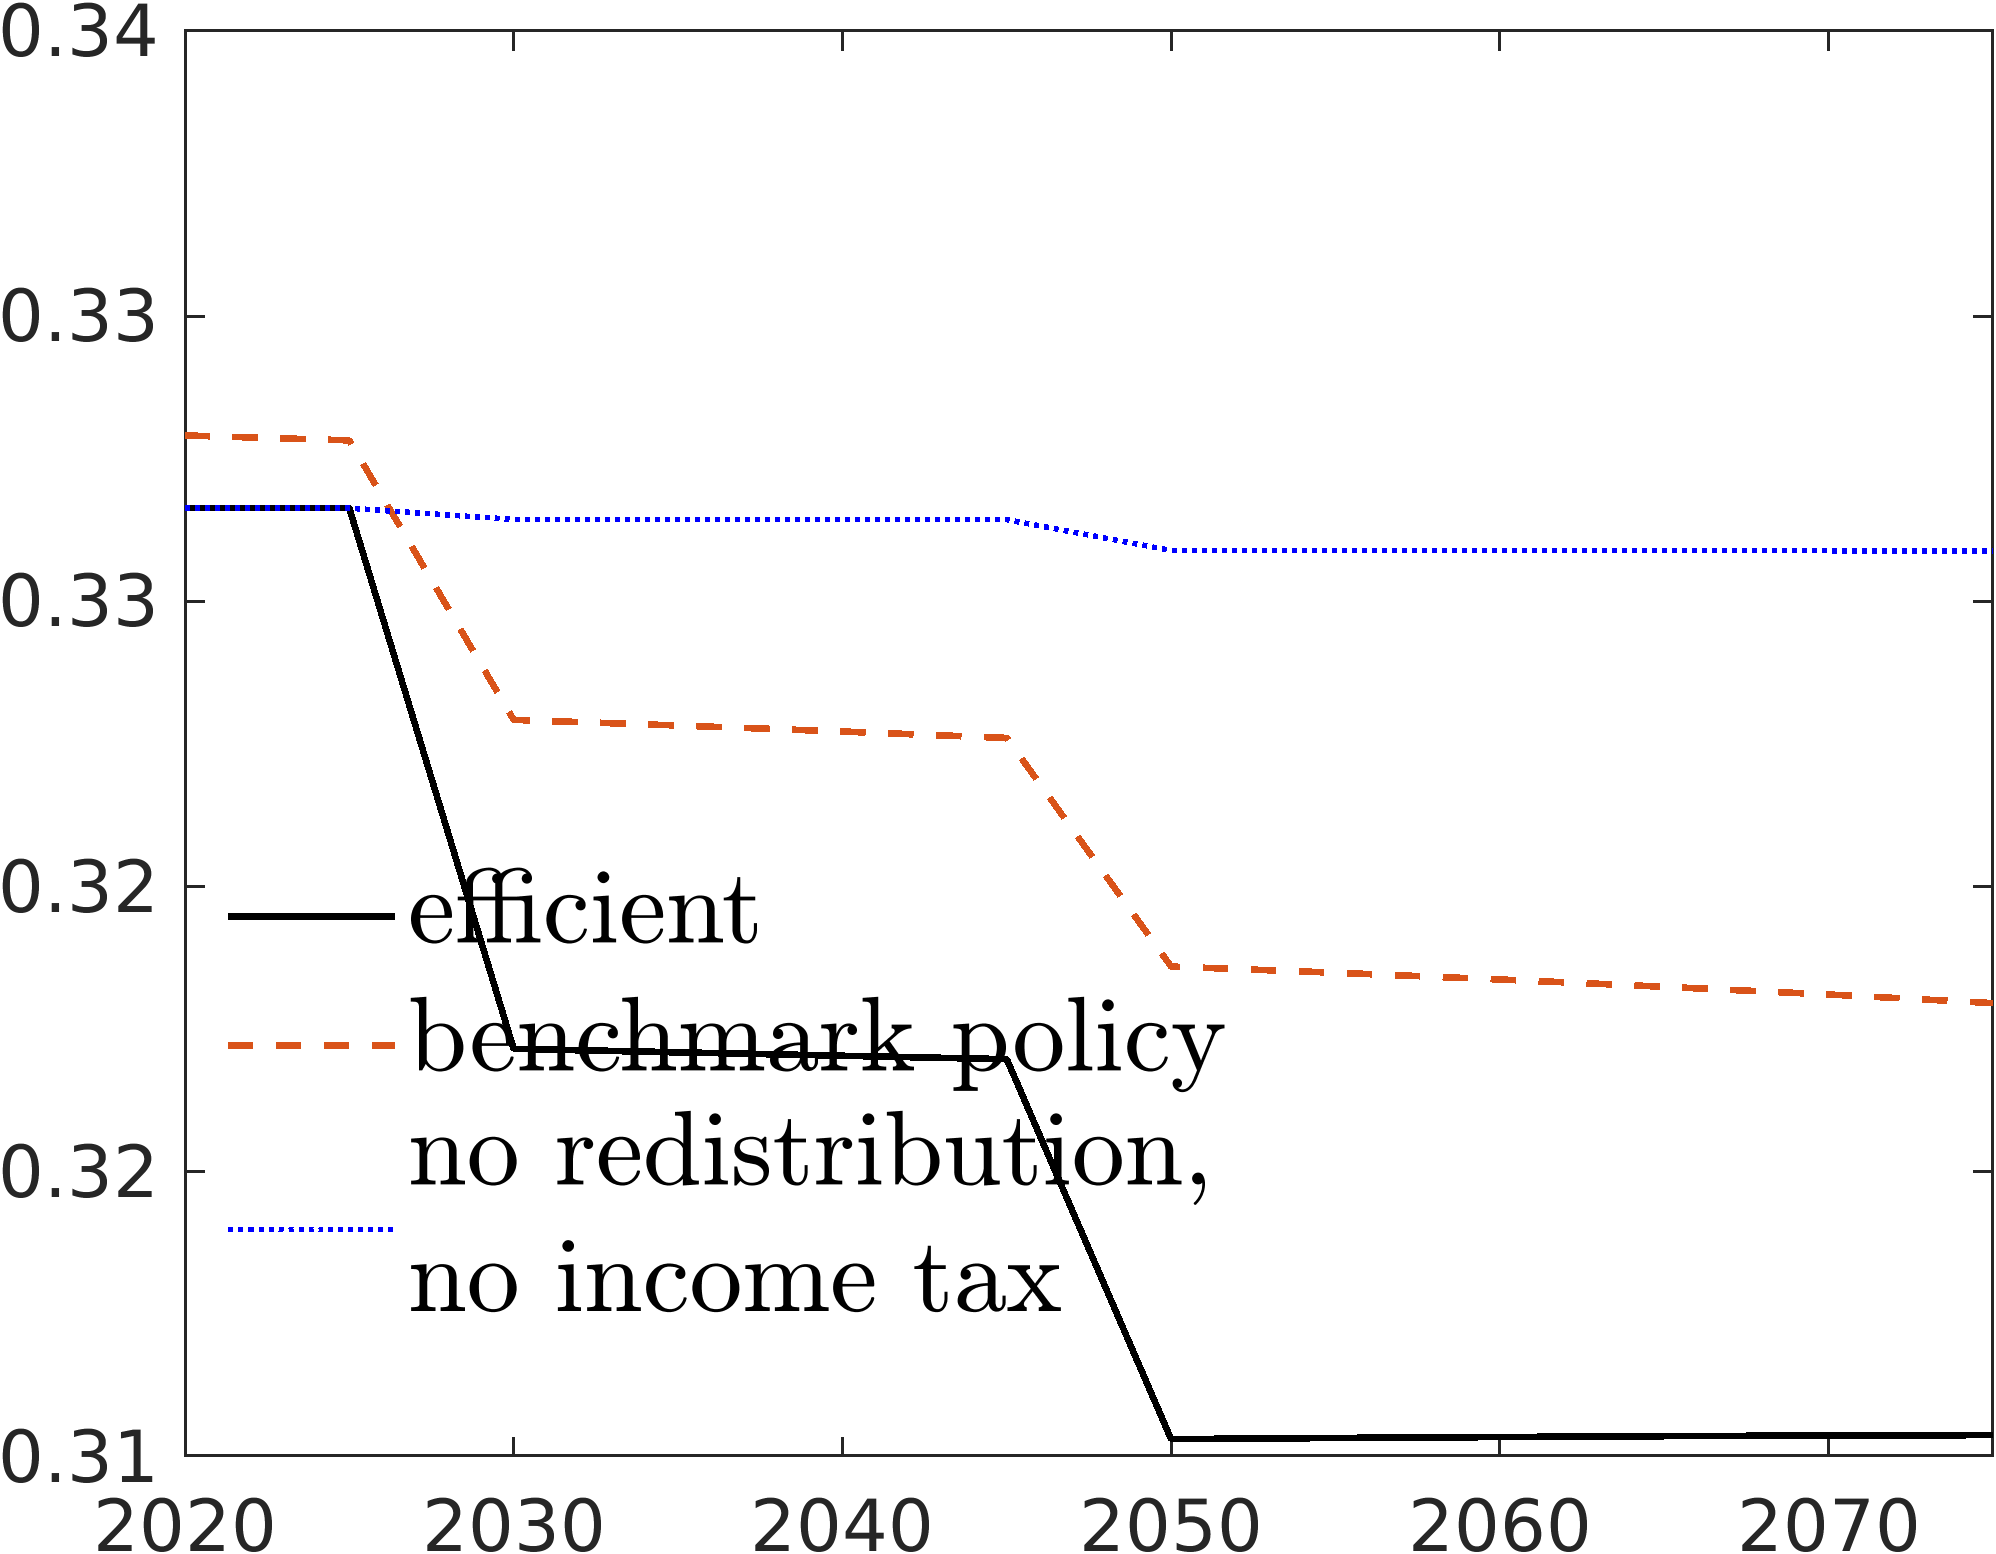 0.34
0.33
0.33
0.32
0.32
0.31
efficient
benchmark policy
no redistribution,
no income tax
2020 2030 2040 2050 2060 2070